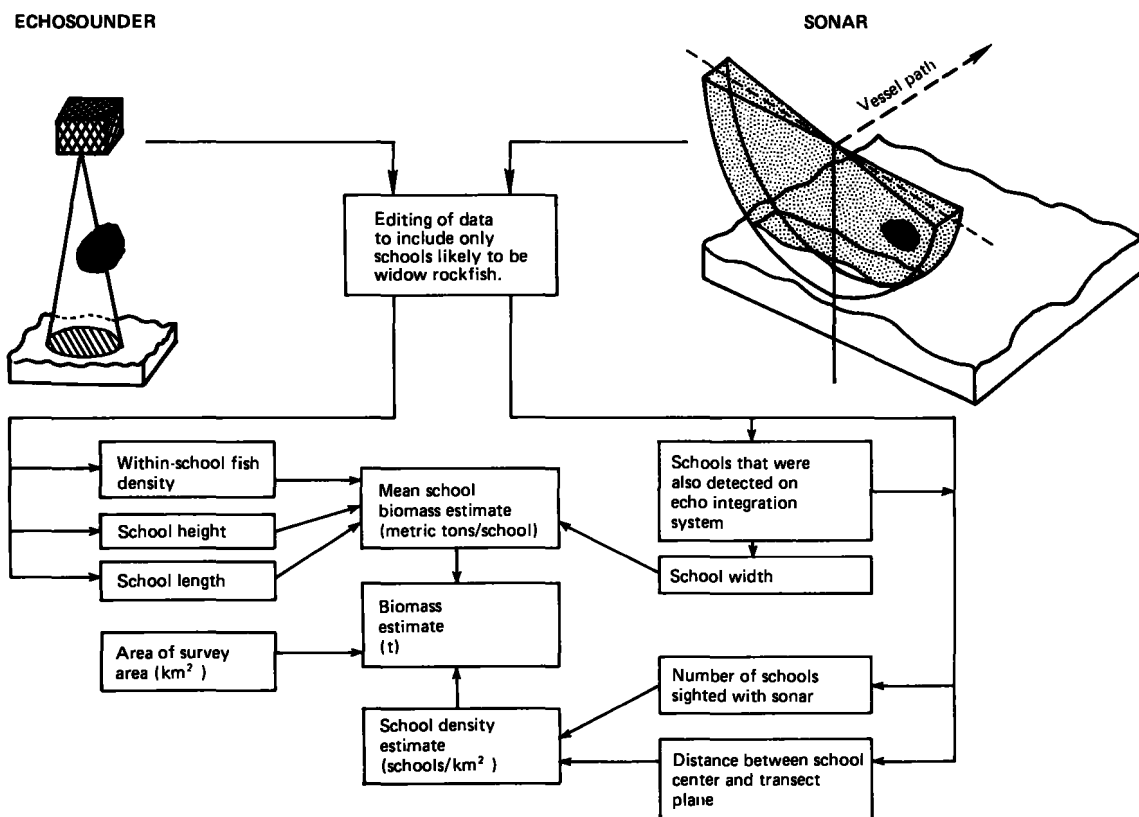 ECHOSOUNDER
SONAR
Vessel path
Editing of data
to include only
schools likely to be
widow rockfish.
Within-school fish
density
School height
School length
Mean school
biomass estimate
(metric tons/school)
Schools that were
also detected on
echo integration
system
School width
Biomass
estimate
(t)
Area of survey
area (km²)
Number of schools
sighted with sonar
School density
estimate
(schools/km²)
Distance between school
center and transect
plane